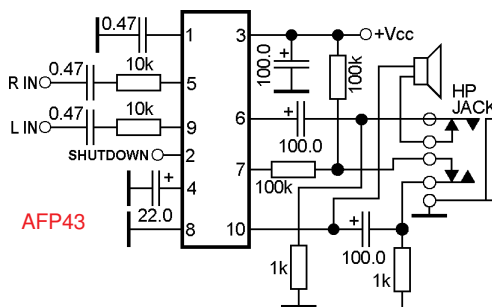 0.47
1
3
+Vcc
R IN
0.47
10k
5
100.0
+
100k
HP
JACK
L IN
0.47
10k
9
6
+
100.0
SHUTDOWN
2
7
100k
4
+
22.0
AFP43
8
10
+
100.0
1k
1k